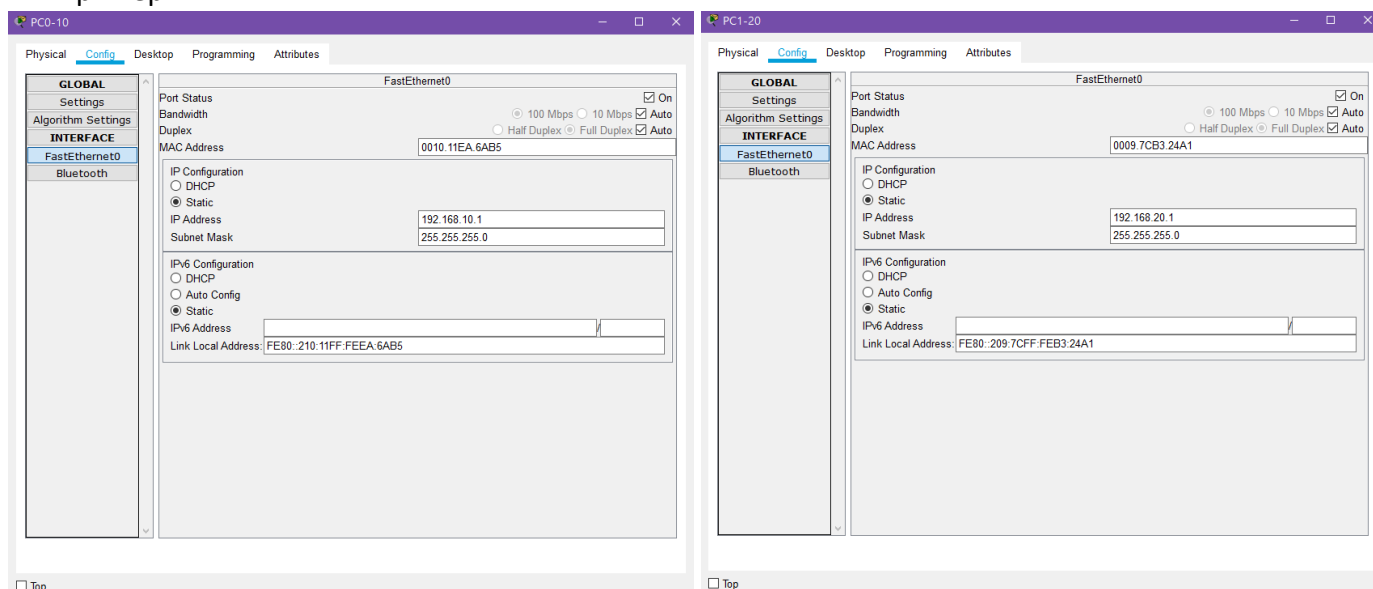 PC0-10
Physical Config Desktop Programming Attributes
GLOBAL
Settings
Algorithm Settings
INTERFACE
FastEthernet0
Bluetooth
FastEthernet0
Port Status On
Bandwidth 100 Mbps 10 Mbps Auto
Duplex Half Duplex Full Duplex Auto
MAC Address 0010.11EA.6AB5
IP Configuration
DHCP
Static
IP Address 192.168.10.1
Subnet Mask 255.255.255.0
IPv6 Configuration
DHCP
Auto Config
Static
IPv6 Address /
Link Local Address: FE80::210:11FF:FEEA:6AB5
Top
PC1-20
Physical Config Desktop Programming Attributes
GLOBAL
Settings
Algorithm Settings
INTERFACE
FastEthernet0
Bluetooth
FastEthernet0
Port Status On
Bandwidth 100 Mbps 10 Mbps Auto
Duplex Half Duplex Full Duplex Auto
MAC Address 0009.7CB3.24A1
IP Configuration
DHCP
Static
IP Address 192.168.20.1
Subnet Mask 255.255.255.0
IPv6 Configuration
DHCP
Auto Config
Static
IPv6 Address /
Link Local Address: FE80::209:7CFF:FEB3:24A1
Top